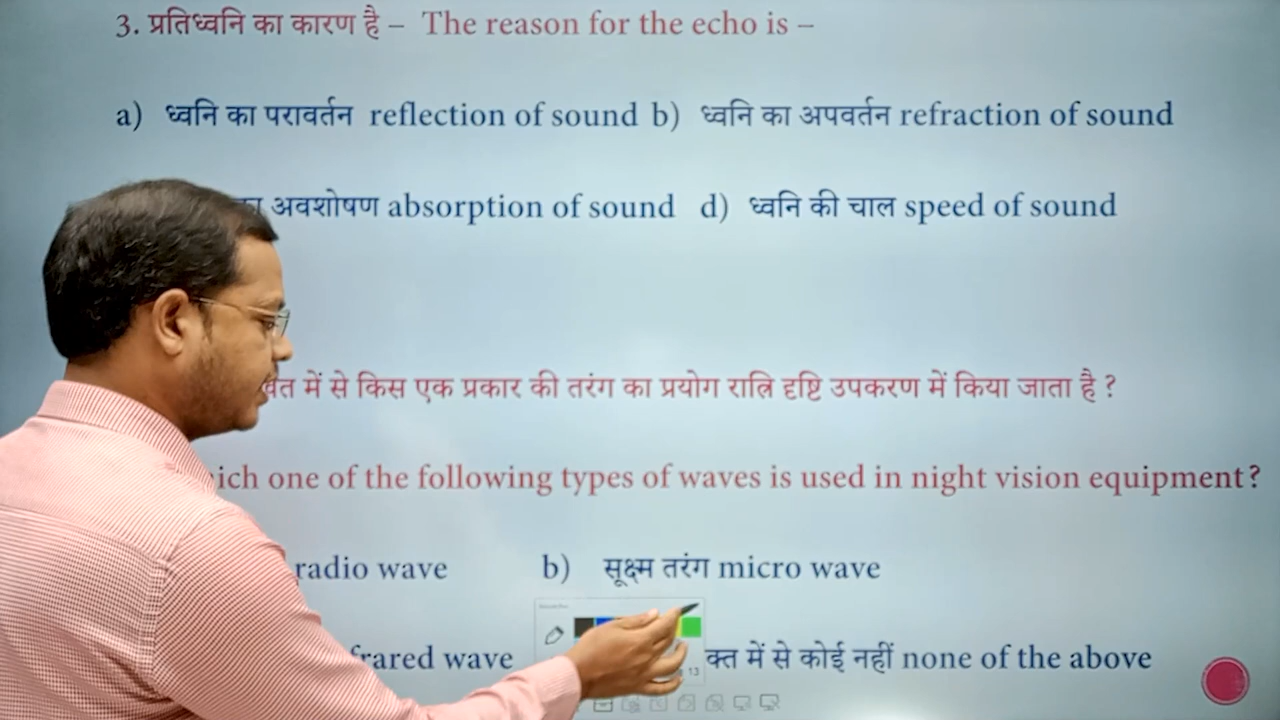 3. प्रतिध्वनि का कारण है – The reason for the echo is –
a) ध्वनि का परावर्तन reflection of sound b) ध्वनि का अपवर्तन refraction of sound
अवशोषण absorption of sound d) ध्वनि की चाल speed of sound
में से किस एक प्रकार की तरंग का प्रयोग रात्रि दृष्टि उपकरण में किया जाता है ?
one of the following types of waves is used in night vision equipment?
radio wave b) सूक्ष्म तरंग micro wave
wave में से कोई नहीं none of the above
13